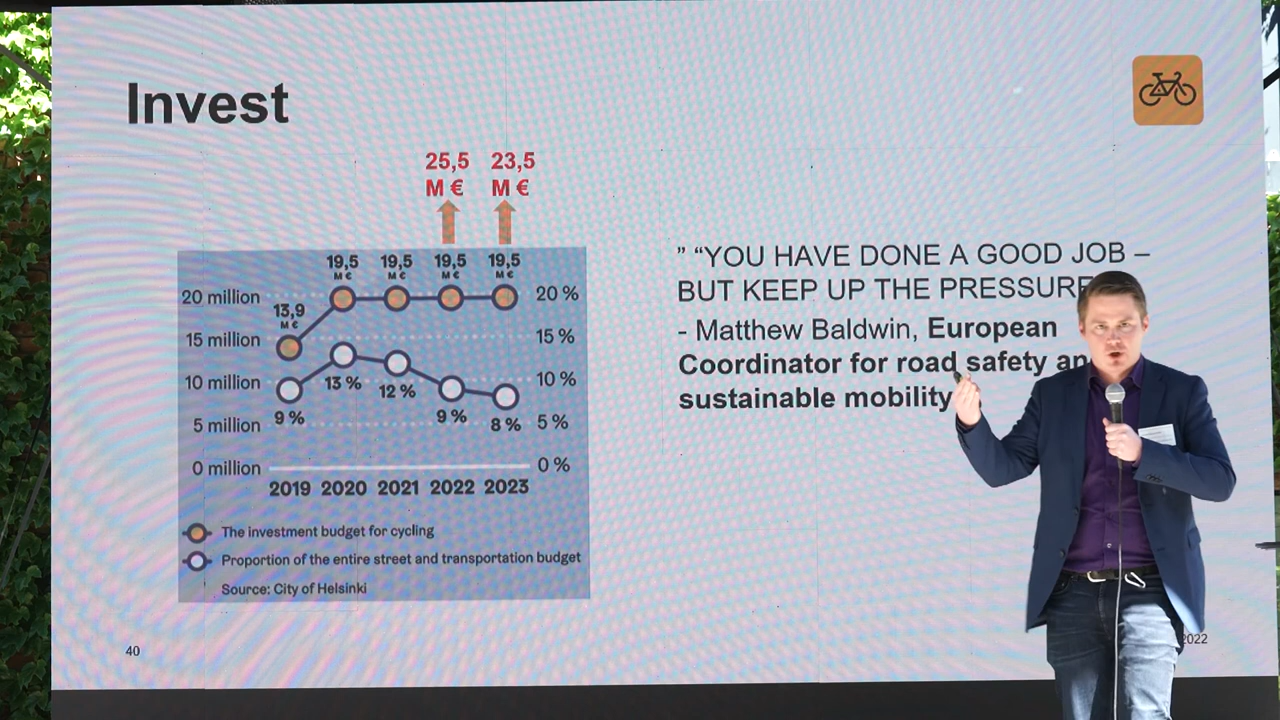 Invest
25,5 23,5
M € M €
19,5 19,5 19,5 19,5
M € M € M € M €
20 million 20 %
13,9
M €
15 million 15 %
10 million 13 % 12 % 10 %
9 % 9 % 8 %
5 million 5 %
0 million 0 %
2019 2020 2021 2022 2023
The investment budget for cycling
Proportion of the entire street and transportation budget
Source: City of Helsinki
” “YOU HAVE DONE A GOOD JOB –
BUT KEEP UP THE PRESSURE
- Matthew Baldwin, European
Coordinator for road safety an
sustainable mobility
40
2022